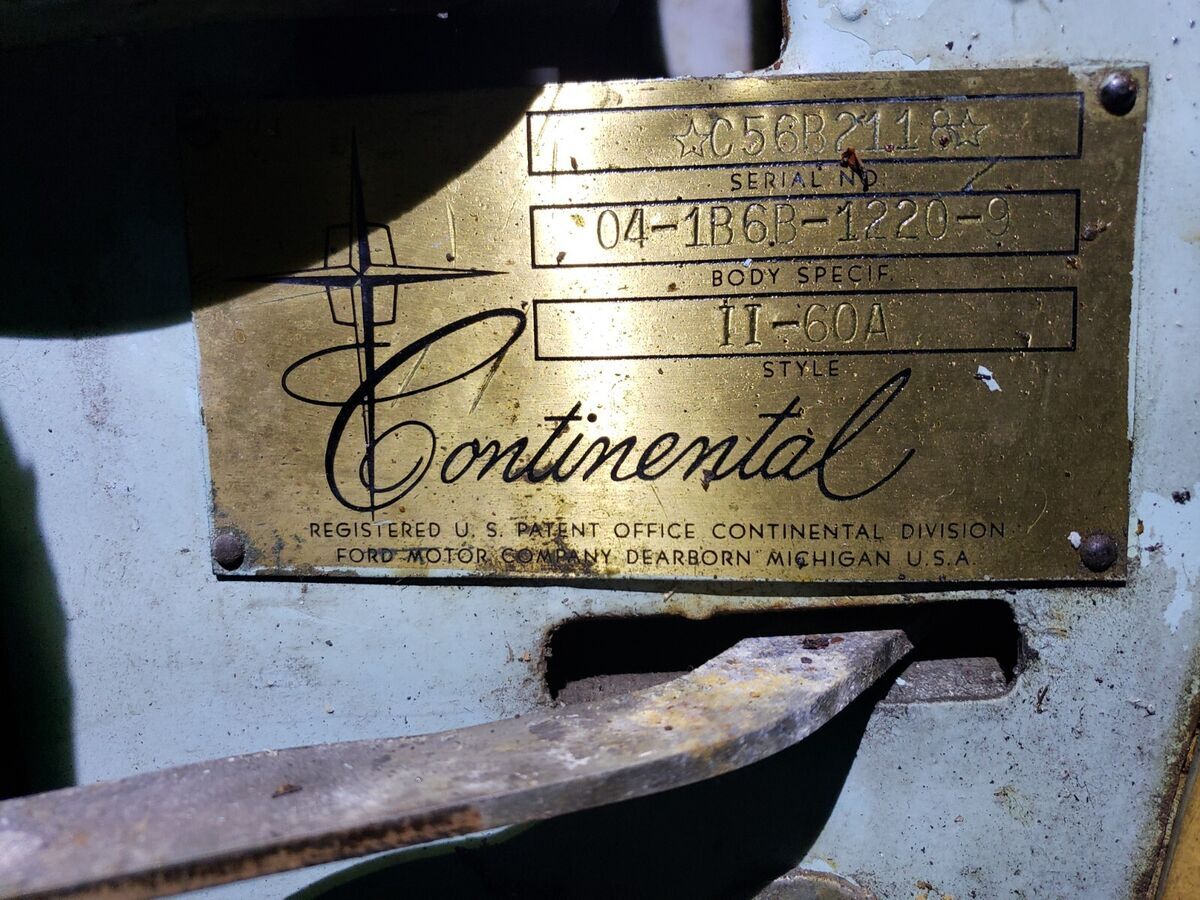 ☆C56B2118☆
SERIAL NO.
04-1B6B-1220-9
BODY SPECIF.
II-60A
STYLE
Continental
REGISTERED U. S. PATENT OFFICE CONTINENTAL DIVISION
FORD MOTOR COMPANY DEARBORN MICHIGAN U.S.A.